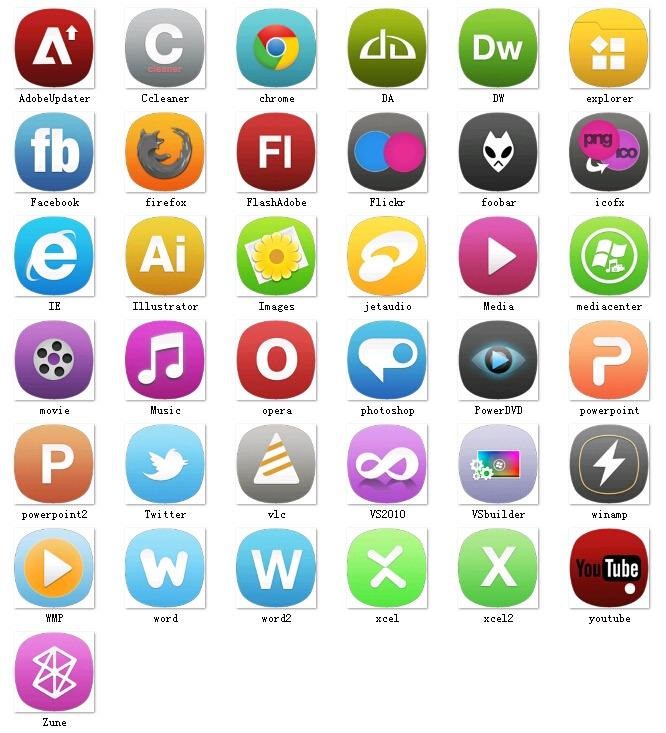 C
cleaner
Dw
AdobeUpdater
Ccleaner
chrome
DA
DW
explorer
fb
Fl
png
ico
Facebook
firefox
FlashAdobe
Flickr
foobar
icofx
Ai
IE
Illustrator
Images
jetaudio
Media
mediacenter
O
P
movie
Music
opera
photoshop
PowerDVD
powerpoint
P
powerpoint2
Twitter
vlc
VS2010
VSbuilder
winamp
W
W
X
X
YouTube
WMP
word
word2
xcel
xcel2
youtube
Zune